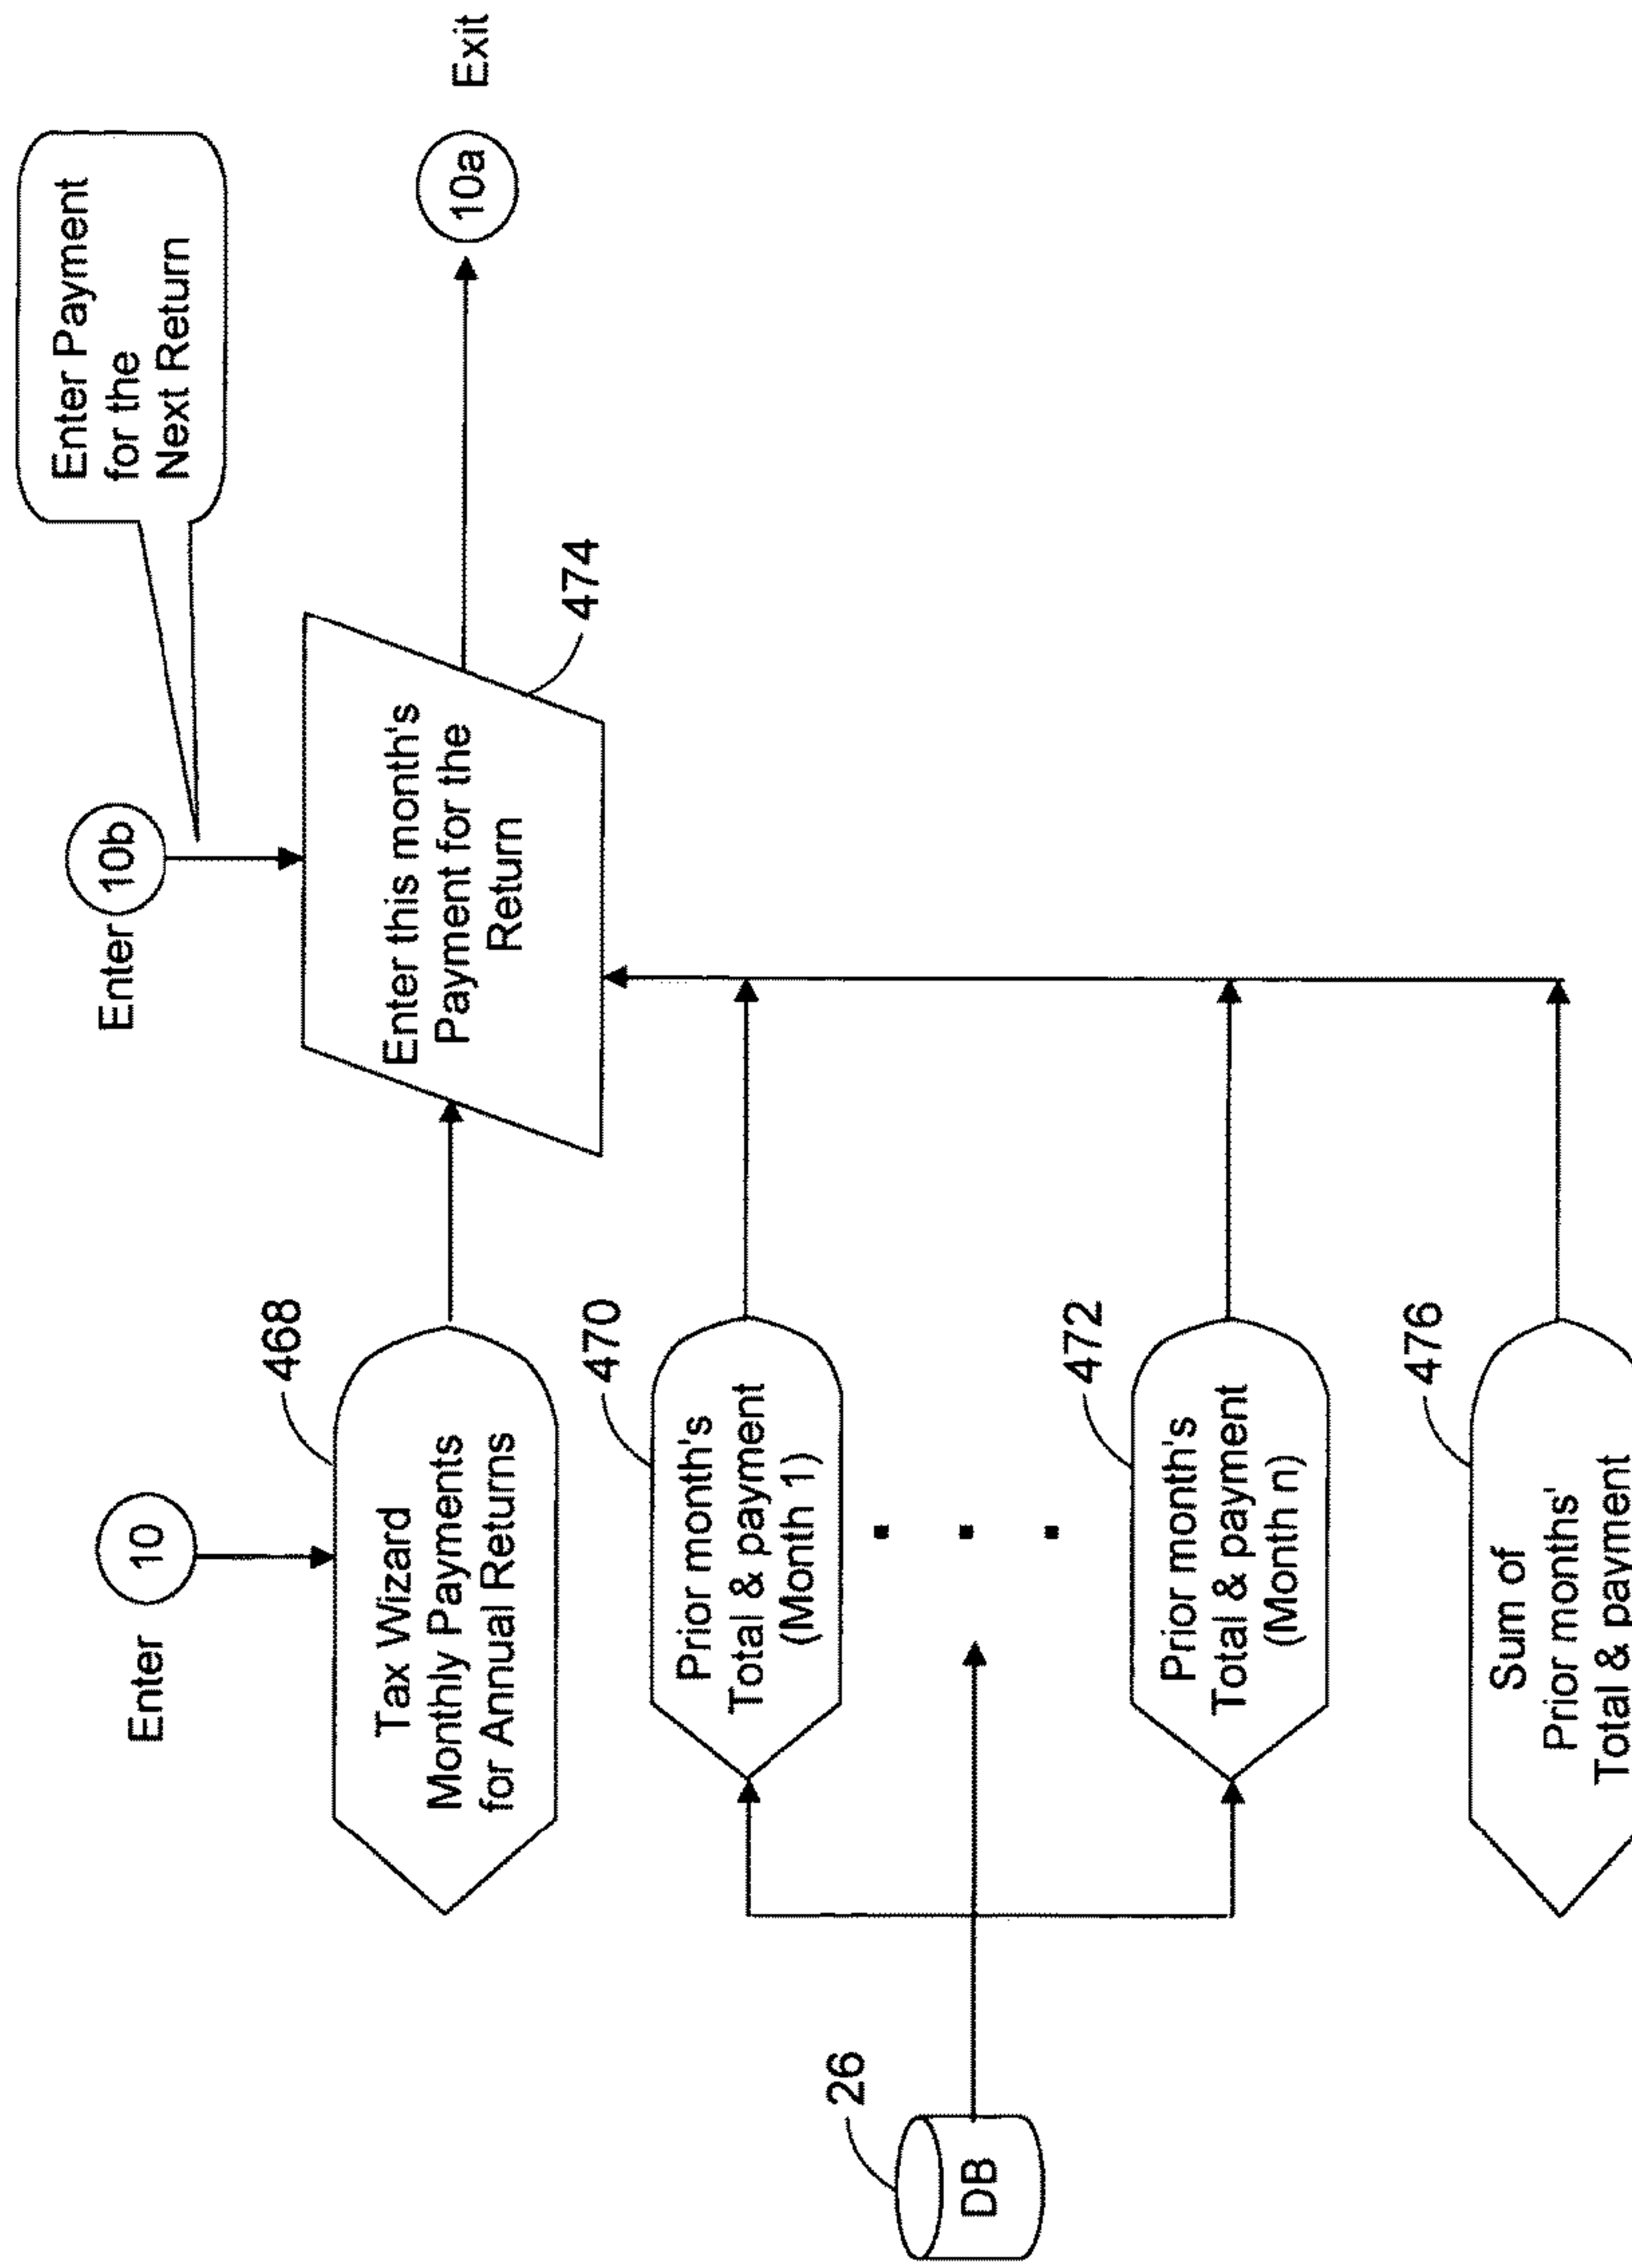 Enter
10
Enter
10b
Enter Payment
for the
Next Return
468
Tax Wizard
Monthly Payments
for Annual Returns
Enter this month's
Payment for the
Return
474
10a
Exit
470
Prior month's
Total & payment
(Month 1)
26
DB
472
Prior month's
Total & payment
(Month n)
476
Sum of
Prior months'
Total & payment